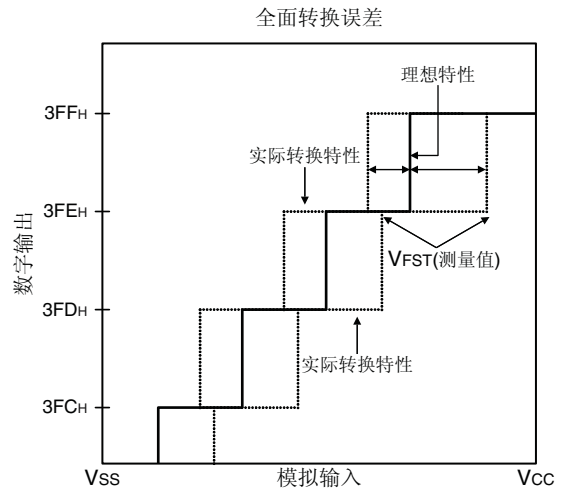 全面转换误差
理想特性
3FFH
实际转换特性
3FEH
VFST(测量值)
数字输出
3FDH
实际转换特性
3FCH
VSS
模拟输入
VCC